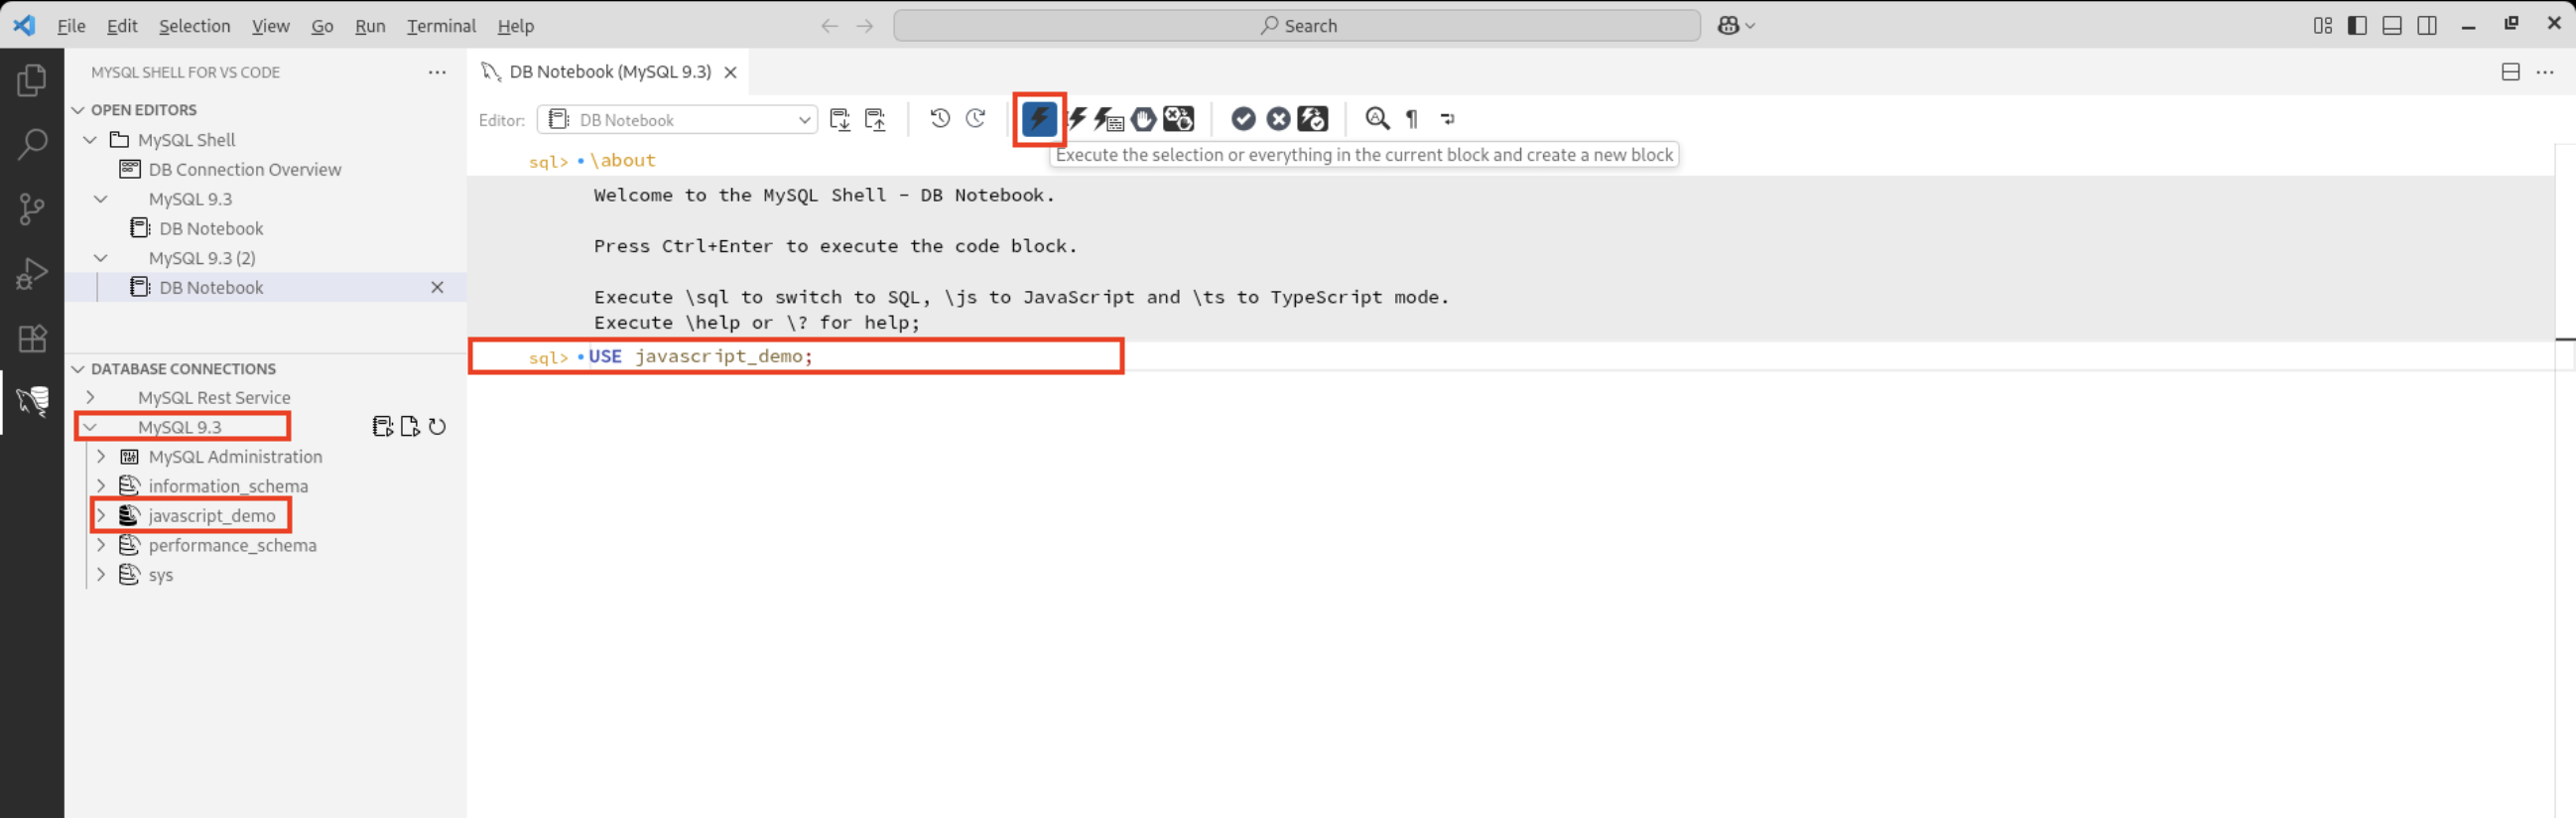 File Edit Selection View Go Run Terminal Help
Search
MYSQL SHELL FOR VS CODE
OPEN EDITORS
MySQL Shell
DB Connection Overview
MySQL 9.3
DB Notebook
MySQL 9.3 (2)
DB Notebook
DATABASE CONNECTIONS
MySQL Rest Service
MySQL 9.3
MySQL Administration
information_schema
javascript_demo
performance_schema
sys
DB Notebook (MySQL 9.3)
Editor: DB Notebook
Execute the selection or everything in the current block and create a new block
sql> \about
Welcome to the MySQL Shell - DB Notebook.
Press Ctrl+Enter to execute the code block.
Execute \sql to switch to SQL, \js to JavaScript and \ts to TypeScript mode.
Execute \help or \? for help;
sql> USE javascript_demo;